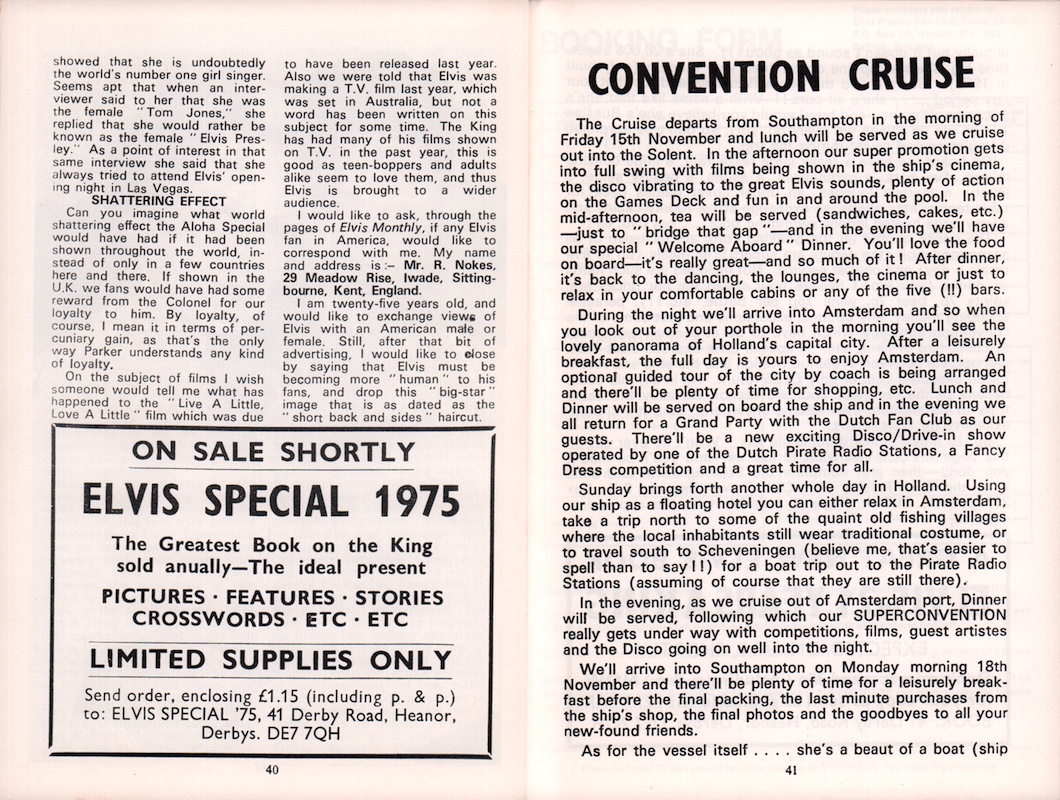 showed that she is undoubtedly
the world's number one girl singer.
Seems apt that when an inter-
viewer said to her that she was
the female "Tom Jones," she
replied that she would rather be
known as the female "Elvis Pres-
ley." As a point of interest in that
same interview she said that she
always tried to attend Elvis' open-
ing night in Las Vegas.
SHATTERING EFFECT
Can you imagine what world
shattering effect the Aloha Special
would have had if it had been
shown throughout the world, in-
stead of only in a few countries
here and there. If shown in the
U.K. we fans would have had some
reward from the Colonel for our
loyalty to him. By loyalty, of
course, I mean it in terms of per-
cuniary gain, as that's the only
way Parker understands any kind
of loyalty.
On the subject of films I wish
someone would tell me what has
happened to the "Live A Little,
Love A Little" film which was due
to have been released last year.
Also we were told that Elvis was
making a T.V. film last year, which
was set in Australia, but not a
word has been written on this
subject for some time. The King
has had many of his films shown
on T.V. in the past year, this is
good as teen-boppers and adults
alike seem to love them, and thus
Elvis is brought to a wider
audience.
I would like to ask, through the
pages of Elvis Monthly, if any Elvis
fan in America, would like to
correspond with me. My name
and address is:– Mr. R. Nokes,
29 Meadow Rise, Iwade, Sitting-
bourne, Kent, England.
I am twenty-five years old, and
would like to exchange views of
Elvis with an American male or
female. Still, after that bit of
advertising, I would like to close
by saying that Elvis must be
becoming more "human" to his
fans, and drop this "big-star"
image that is as dated as the
"short back and sides" haircut.
ON SALE SHORTLY
ELVIS SPECIAL 1975
The Greatest Book on the King
sold anually—The ideal present
PICTURES · FEATURES · STORIES
CROSSWORDS · ETC · ETC
LIMITED SUPPLIES ONLY
Send order, enclosing £1.15 (including p. & p.)
to: ELVIS SPECIAL '75, 41 Derby Road, Heanor,
Derbys. DE7 7QH
40
CONVENTION CRUISE
The Cruise departs from Southampton in the morning of
Friday 15th November and lunch will be served as we cruise
out into the Solent. In the afternoon our super promotion gets
into full swing with films being shown in the ship's cinema,
the disco vibrating to the great Elvis sounds, plenty of action
on the Games Deck and fun in and around the pool. In the
mid-afternoon, tea will be served (sandwiches, cakes, etc.)
—just to "bridge that gap"—and in the evening we'll have
our special "Welcome Aboard" Dinner. You'll love the food
on board—it's really great—and so much of it! After dinner,
it's back to the dancing, the lounges, the cinema or just to
relax in your comfortable cabins or any of the five (!!) bars.
During the night we'll arrive into Amsterdam and so when
you look out of your porthole in the morning you'll see the
lovely panorama of Holland's capital city. After a leisurely
breakfast, the full day is yours to enjoy Amsterdam. An
optional guided tour of the city by coach is being arranged
and there'll be plenty of time for shopping, etc. Lunch and
Dinner will be served on board the ship and in the evening we
all return for a Grand Party with the Dutch Fan Club as our
guests. There'll be a new exciting Disco/Drive-in show
operated by one of the Dutch Pirate Radio Stations, a Fancy
Dress competition and a great time for all.
Sunday brings forth another whole day in Holland. Using
our ship as a floating hotel you can either relax in Amsterdam,
take a trip north to some of the quaint old fishing villages
where the local inhabitants still wear traditional costume, or
to travel south to Scheveningen (believe me, that's easier to
spell than to say!!) for a boat trip out to the Pirate Radio
Stations (assuming of course that they are still there).
In the evening, as we cruise out of Amsterdam port, Dinner
will be served, following which our SUPERCONVENTION
really gets under way with competitions, films, guest artistes
and the Disco going on well into the night.
We'll arrive into Southampton on Monday morning 18th
November and there'll be plenty of time for a leisurely break-
fast before the final packing, the last minute purchases from
the ship's shop, the final photos and the goodbyes to all your
new-found friends.
As for the vessel itself . . . . she's a beaut of a boat (ship
41